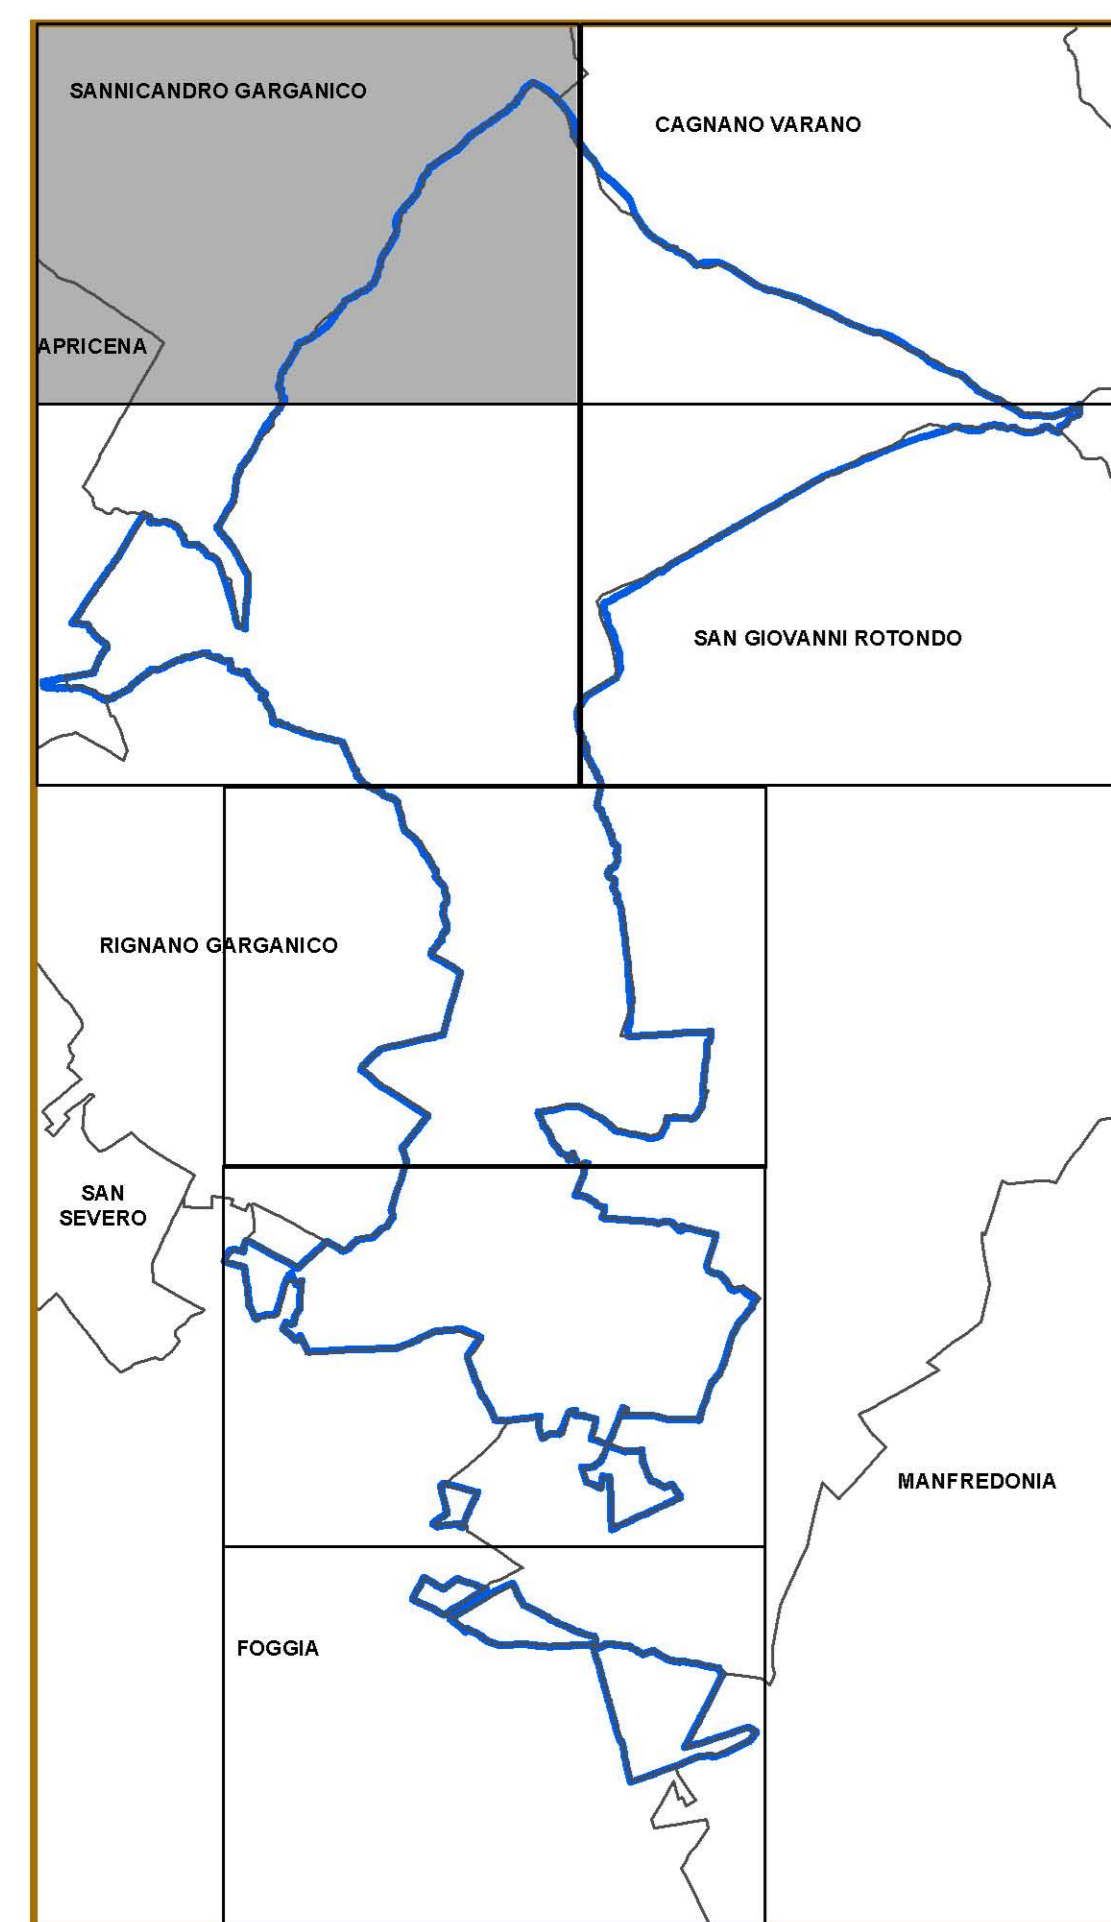 SANNICANDRO GARGANICO
CAGNANO VARANO
APRICENA
SAN GIOVANNI ROTONDO
RIGNANO GARGANICO
SAN
SEVERO
MANFREDONIA
FOGGIA